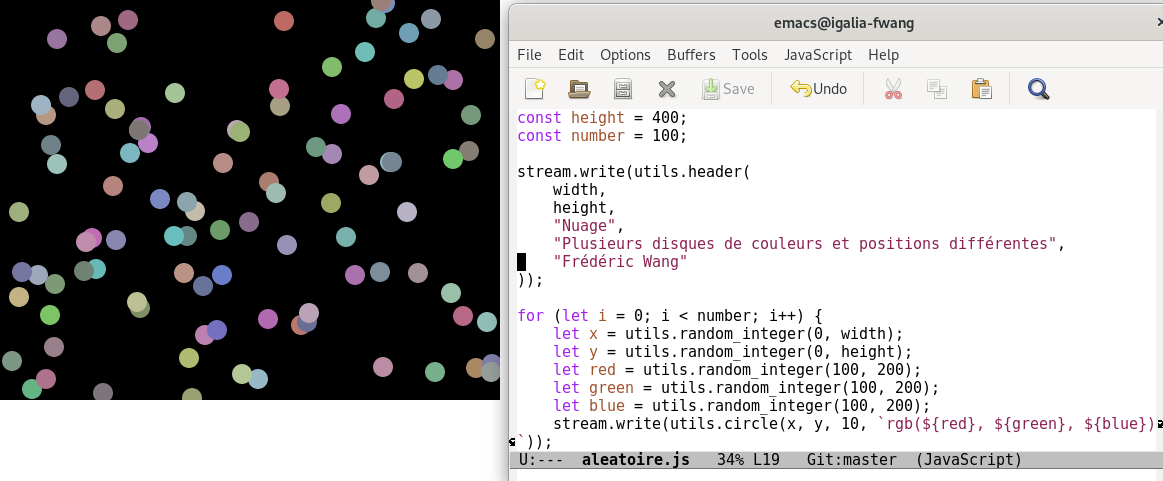 emacs@igalia-fwang
File Edit Options Buffers Tools JavaScript Help
Save Undo
const height = 400;
const number = 100;
stream.write(utils.header(
    width,
    height,
    "Nuage",
    "Plusieurs disques de couleurs et positions différentes",
    "Frédéric Wang"
));
for (let i = 0; i < number; i++) {
    let x = utils.random_integer(0, width);
    let y = utils.random_integer(0, height);
    let red = utils.random_integer(100, 200);
    let green = utils.random_integer(100, 200);
    let blue = utils.random_integer(100, 200);
    stream.write(utils.circle(x, y, 10, `rgb(${red}, ${green}, ${blue})
`));
U:--- aleatoire.js 34% L19 Git:master (JavaScript)